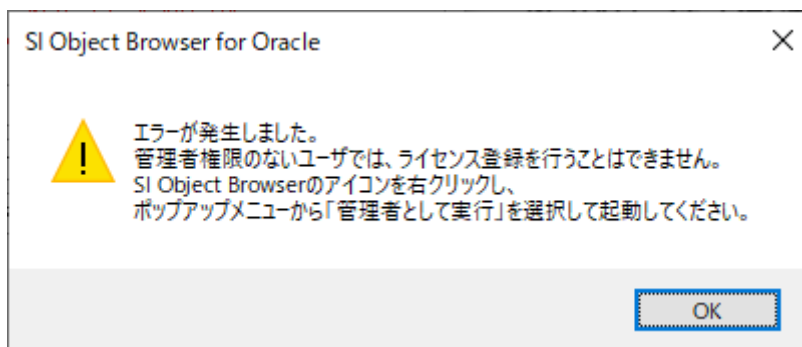 SI Object Browser for Oracle
エラーが発生しました。
管理者権限のないユーザでは、ライセンス登録を行うことはできません。
SI Object Browserのアイコンを右クリックし、
ポップアップメニューから「管理者として実行」を選択して起動してください。
OK